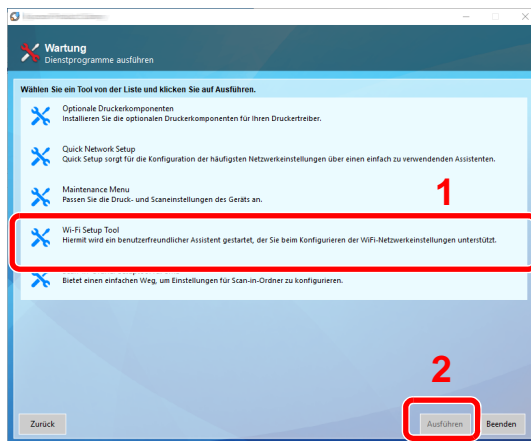 Wartung
Dienstprogramme ausführen
Wählen Sie ein Tool von der Liste und klicken Sie auf Ausführen.
Optionale Druckerkomponenten
Installieren Sie die optionalen Druckerkomponenten für Ihren Druckertreiber.
Quick Network Setup
Quick Setup sorgt für die Konfiguration der häufigsten Netzwerkeinstellungen über einen einfach zu verwendenden Assistenten.
Maintenance Menu
Passen Sie die Druck- und Scaneinstellungen des Geräts an.
1
Wi-Fi Setup Tool
Hiermit wird ein benutzerfreundlicher Assistent gestartet, der Sie beim Konfigurieren der WiFi-Netzwerkeinstellungen unterstützt.
Bietet einen einfachen Weg, um Einstellungen für Scan-in-Ordner zu konfigurieren.
2
Zurück
Ausführen
Beenden